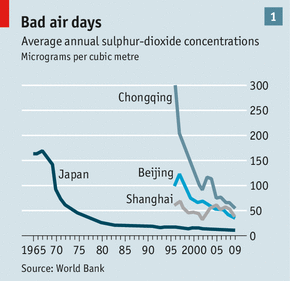 1
Bad air days
Average annual sulphur-dioxide concentrations
Micrograms per cubic metre
300
Chongqing
250
200
150
Japan
Beijing
100
Shanghai
50
0
1965 70 75 80 85 90 95 2000 05 09
Source: World Bank